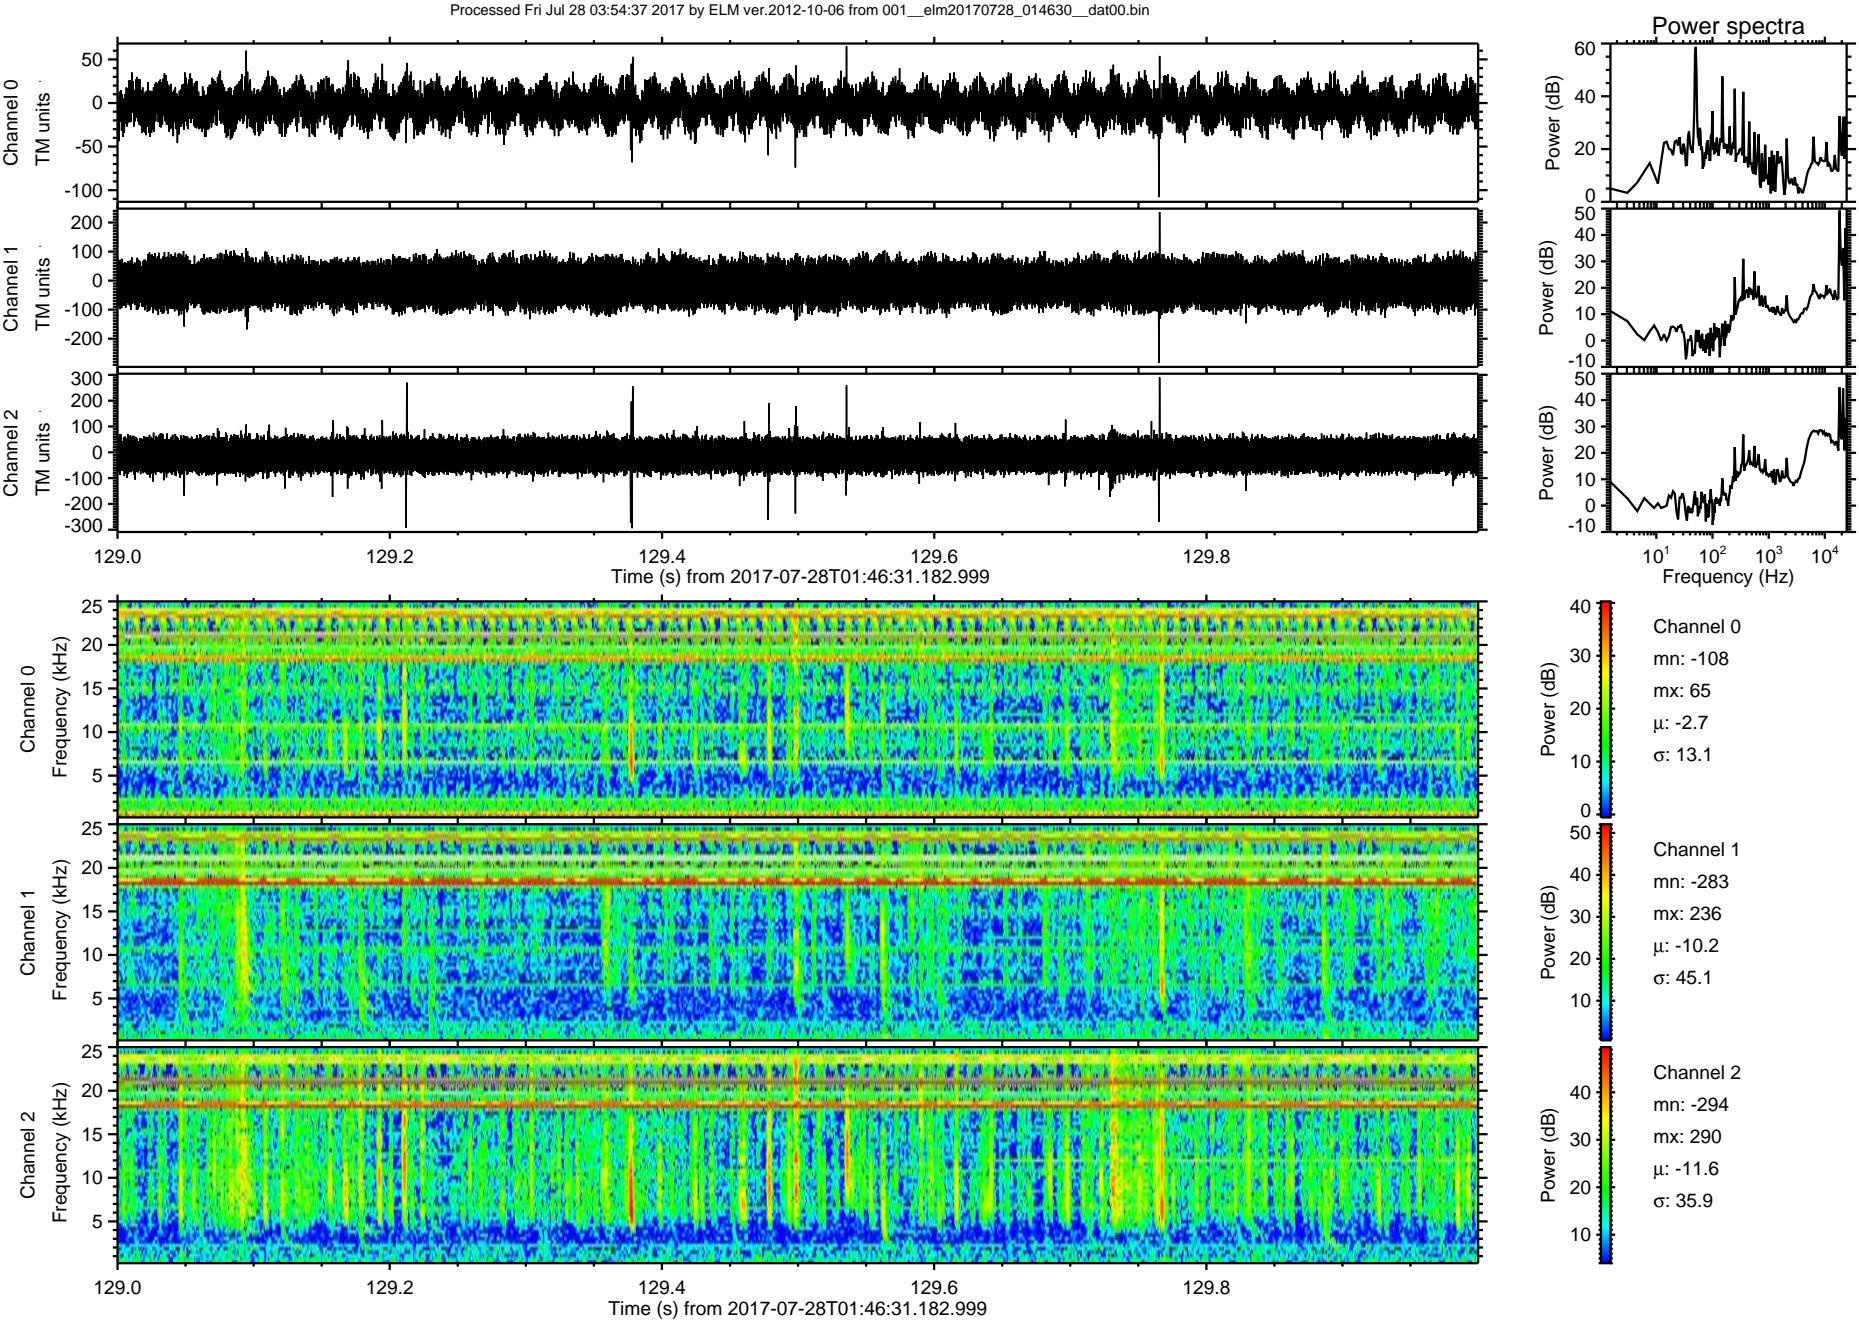 Processed Fri Jul 28 03:54:37 2017 by ELM ver.2012-10-06 from 001__elm20170728_014630__dat00.bin
Power spectra
Channel 0
TM units
50
0
-50
-100
Power (dB)
60
40
20
0
Channel 1
TM units
200
100
0
-100
-200
Power (dB)
50
40
30
20
10
0
-10
Channel 2
TM units
300
200
100
0
-100
-200
-300
Power (dB)
50
40
30
20
10
0
-10
129.0 129.2 129.4 129.6 129.8
Time (s) from 2017-07-28T01:46:31.182.999
10^1 10^2 10^3 10^4
Frequency (Hz)
Channel 0
Frequency (kHz)
25
20
15
10
5
Power (dB)
40
30
20
10
0
Channel 0
mn: -108
mx: 65
μ: -2.7
σ: 13.1
Channel 1
Frequency (kHz)
25
20
15
10
5
Power (dB)
50
40
30
20
10
Channel 1
mn: -283
mx: 236
μ: -10.2
σ: 45.1
Channel 2
Frequency (kHz)
25
20
15
10
5
Power (dB)
40
30
20
10
Channel 2
mn: -294
mx: 290
μ: -11.6
σ: 35.9
129.0 129.2 129.4 129.6 129.8
Time (s) from 2017-07-28T01:46:31.182.999